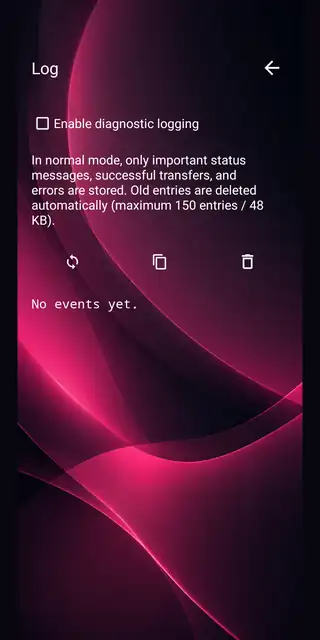 Log
Enable diagnostic logging
In normal mode, only important status
messages, successful transfers, and
errors are stored. Old entries are deleted
automatically (maximum 150 entries / 48
KB).
No events yet.